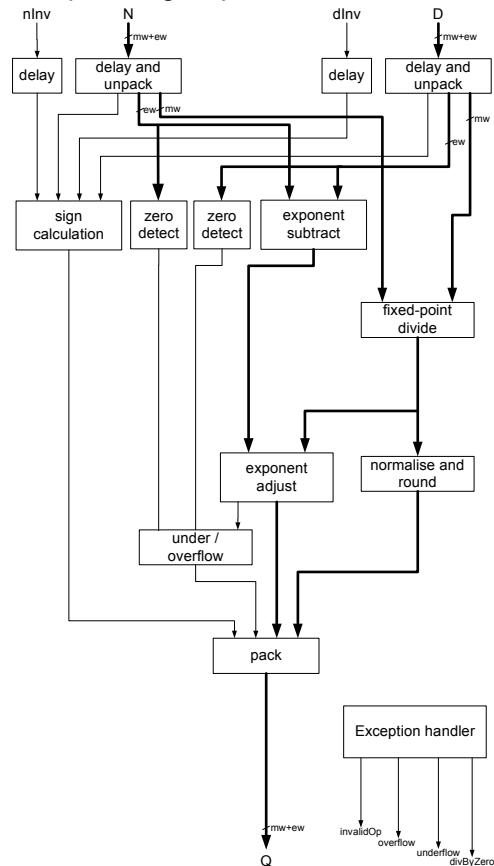 nInv
N
dInv
D
mw+ew
mw+ew
delay
delay and
unpack
delay
delay and
unpack
ew
mw
mw
ew
sign
calculation
zero
detect
zero
detect
exponent
subtract
fixed-point
divide
exponent
adjust
normalise and
round
under /
overflow
pack
Exception handler
mw+ew
invalidOp
overflow
underflow
divByZero
Q